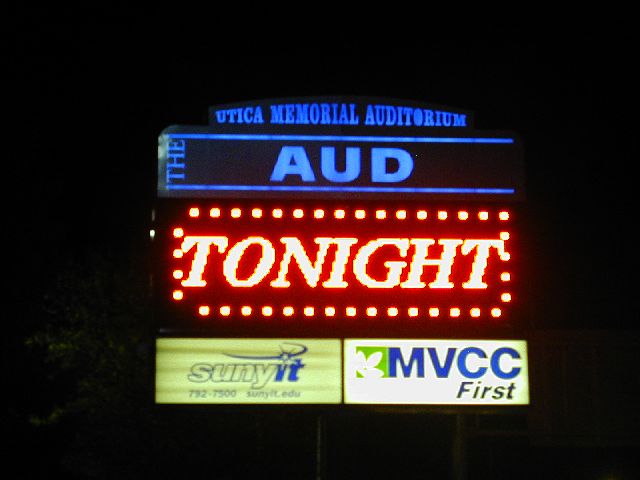 UTICA MEMORIAL AUDITORIUM
THE
AUD
TONIGHT
sunyit
792-7500 sunyit.edu
MVCC
First